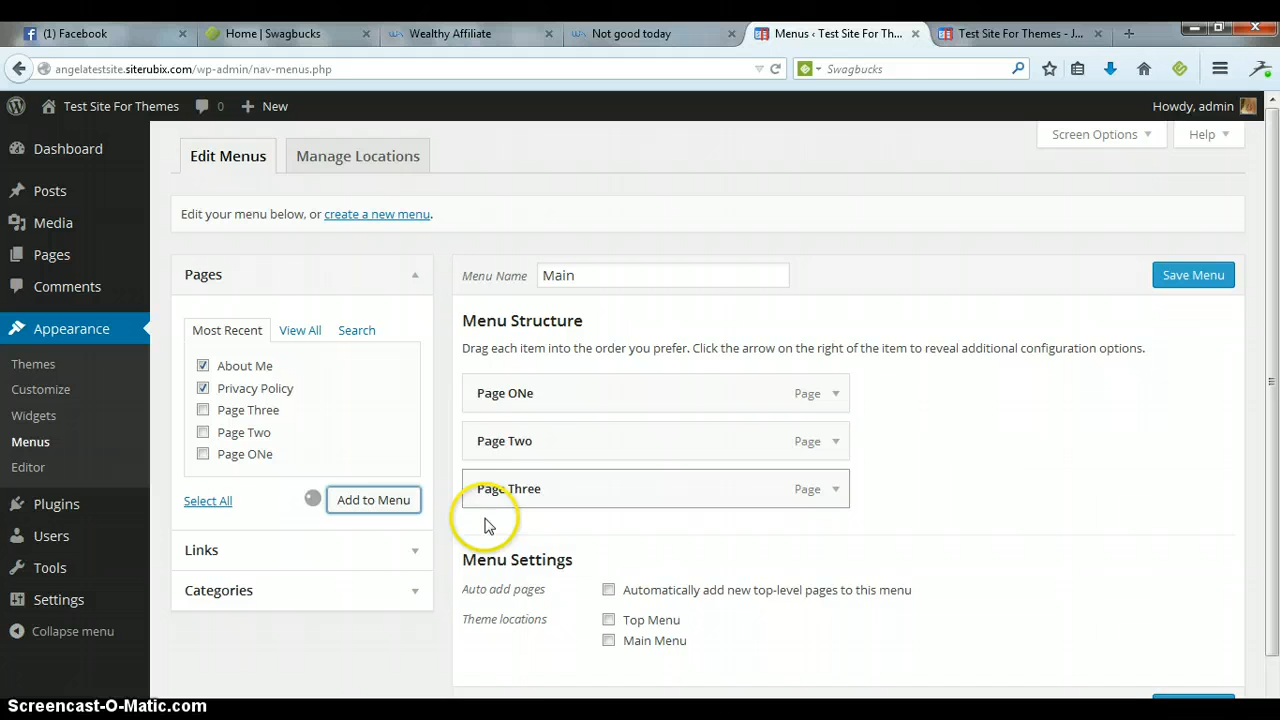 (1) Facebook
Home | Swagbucks
Wealthy Affiliate
Not good today
Menus ‹ Test Site For Th...
Test Site For Themes - J...
angelatestsite.siterubix.com/wp-admin/nav-menus.php
Swagbucks
Test Site For Themes
0
New
Howdy, admin
Screen Options
Help
Dashboard
Posts
Media
Pages
Comments
Appearance
Themes
Customize
Widgets
Menus
Editor
Plugins
Users
Tools
Settings
Collapse menu
Edit Menus
Manage Locations
Edit your menu below, or create a new menu.
Pages
Most Recent
View All
Search
About Me
Privacy Policy
Page Three
Page Two
Page ONe
Select All
Add to Menu
Links
Categories
Menu Name
Main
Save Menu
Menu Structure
Drag each item into the order you prefer. Click the arrow on the right of the item to reveal additional configuration options.
Page ONe
Page
Page Two
Page
Page Three
Page
Menu Settings
Auto add pages
Automatically add new top-level pages to this menu
Theme locations
Top Menu
Main Menu
Screencast-O-Matic.com